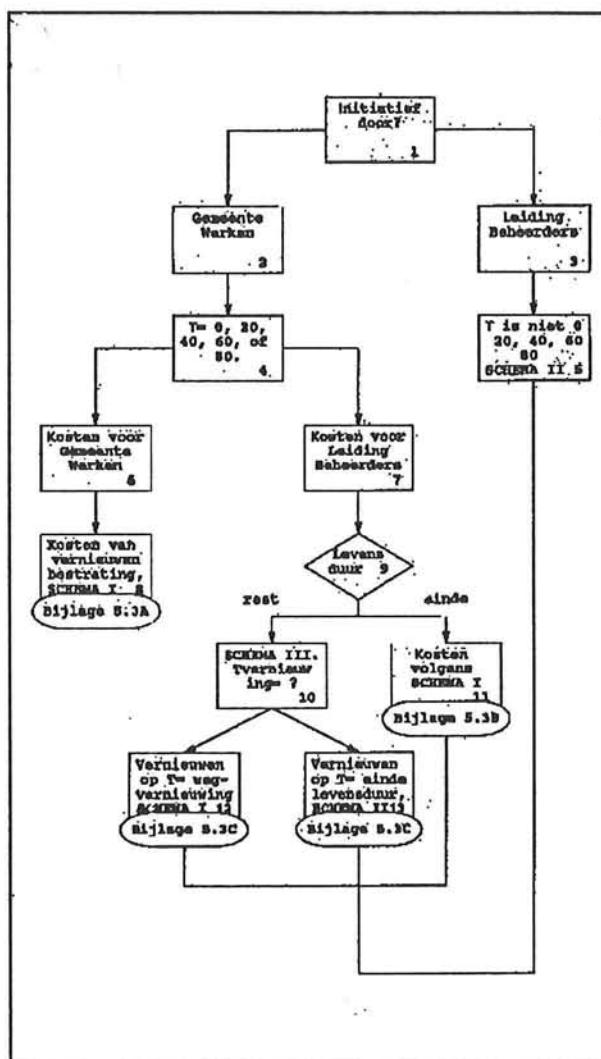 Initiatief
door?
1
Gemeente
Werken
2
Leiding
Beheerders
3
T= 0, 20,
40, 60, of
80.
4
T is niet 0
20, 40, 60
80
SCHEMA II 5
Kosten voor
Gemeente
Werken
6
Kosten voor
Leiding
Beheerders
7
Kosten van
vernieuwen
bestrating,
SCHEMA I 8
Bijlage 5.3A
Levens
duur 9
rest
einde
SCHEMA III.
Tvernieuw
ing= ?
10
Kosten
volgens
SCHEMA I
11
Bijlage 5.3B
Vernieuwen
op T= weg-
vernieuwing
SCHEMA I 12
Bijlage 5.3C
Vernieuwen
op T= einde
levensduur,
SCHEMA II13
Bijlage 5.3C